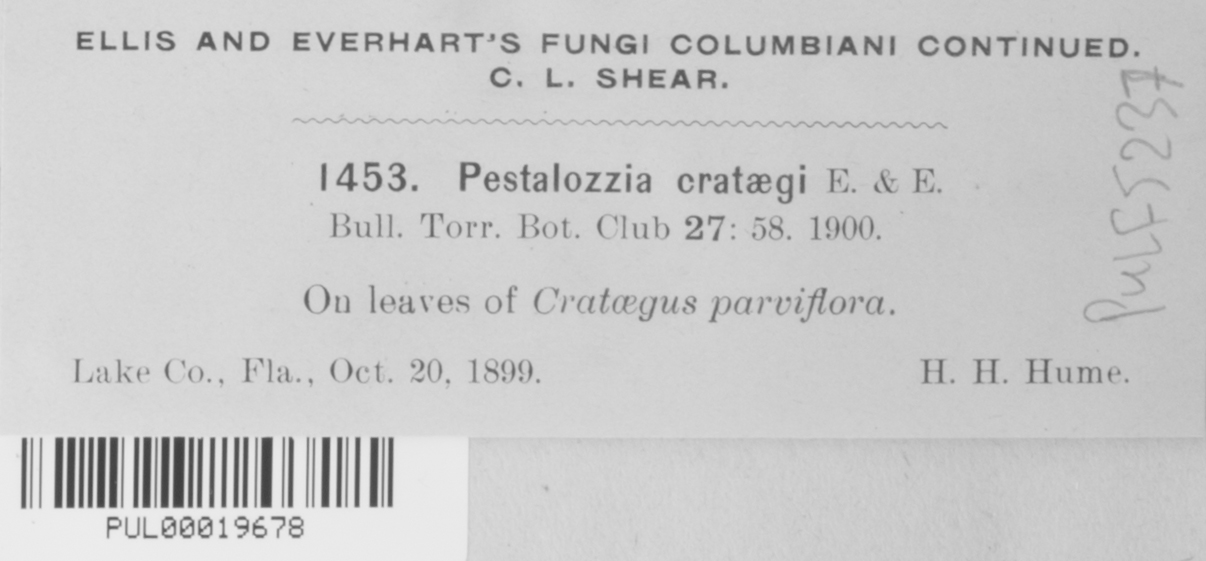 ELLIS AND EVERHART'S FUNGI COLUMBIANI CONTINUED.
C. L. SHEAR.
1453. Pestalozzia cratægi E. & E.
Bull. Torr. Bot. Club 27: 58. 1900.
On leaves of Cratægus parviflora.
Lake Co., Fla., Oct. 20, 1899. H. H. Hume.
PULF5237
PUL00019678